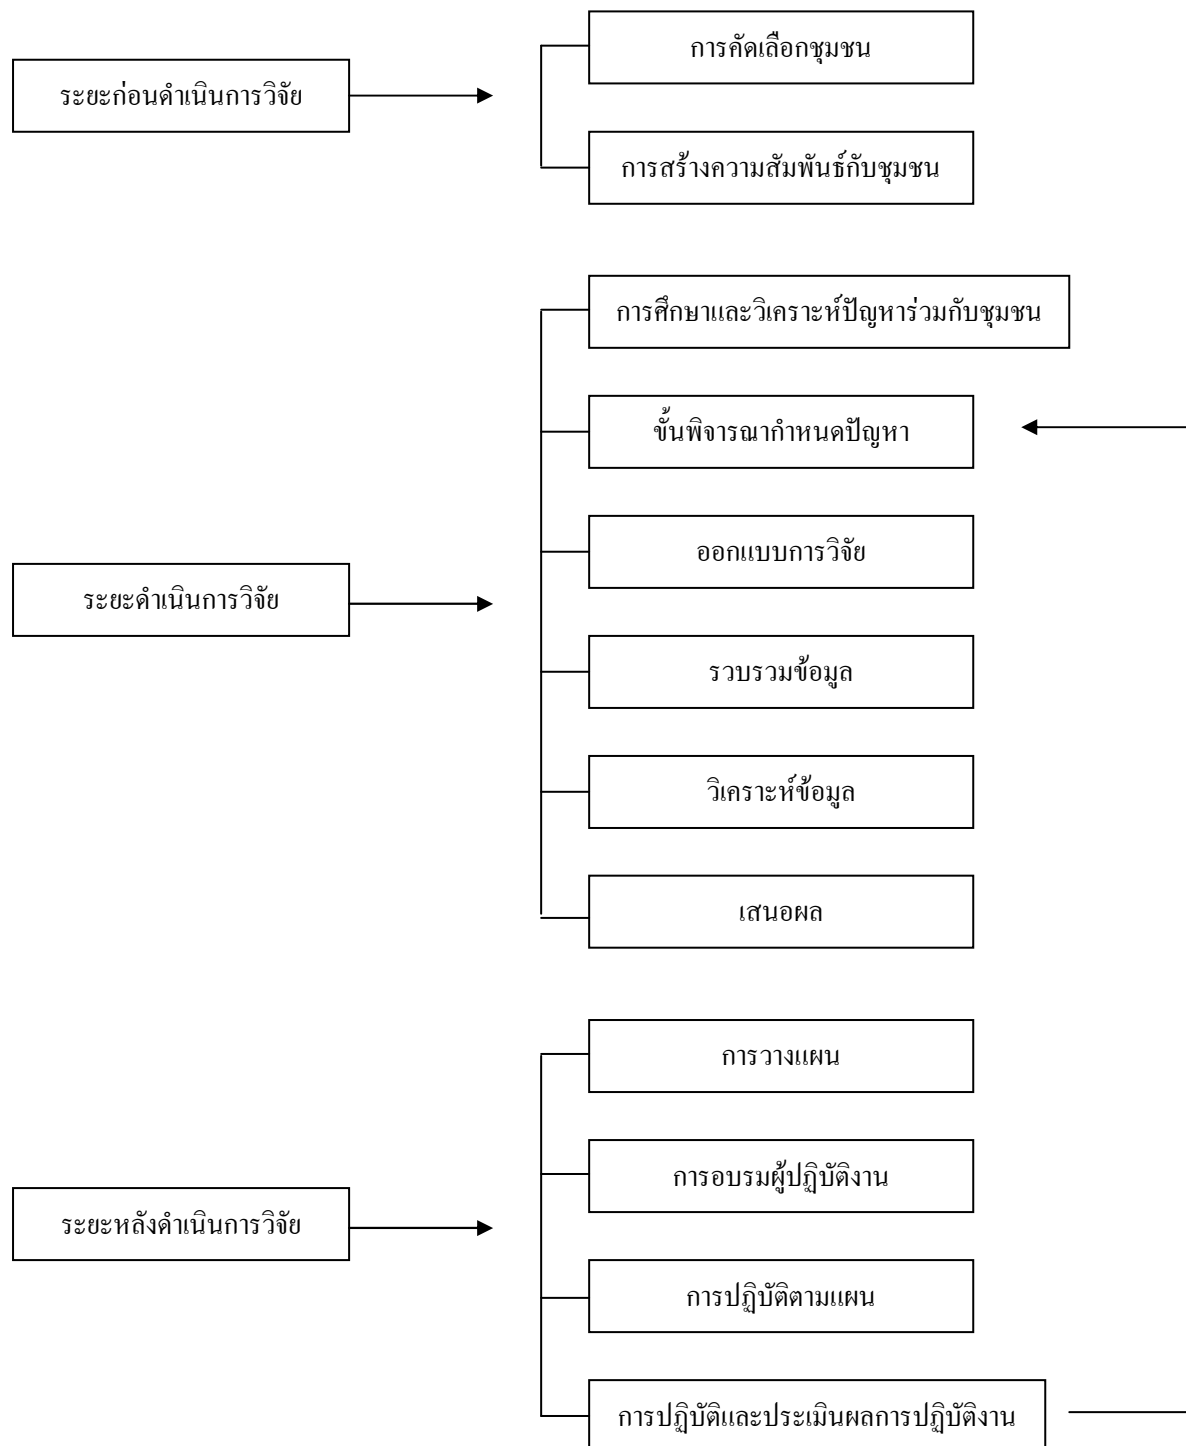 ระยะก่อนดำเนินการวิจัย
การคัดเลือกชุมชน
การสร้างความสัมพันธ์กับชุมชน
ระยะดำเนินการวิจัย
การศึกษาและวิเคราะห์ปัญหาร่วมกับชุมชน
ขั้นพิจารณากำหนดปัญหา
ออกแบบการวิจัย
รวบรวมข้อมูล
วิเคราะห์ข้อมูล
เสนอผล
ระยะหลังดำเนินการวิจัย
การวางแผน
การอบรมผู้ปฏิบัติงาน
การปฏิบัติตามแผน
การปฏิบัติและประเมินผลการปฏิบัติงาน